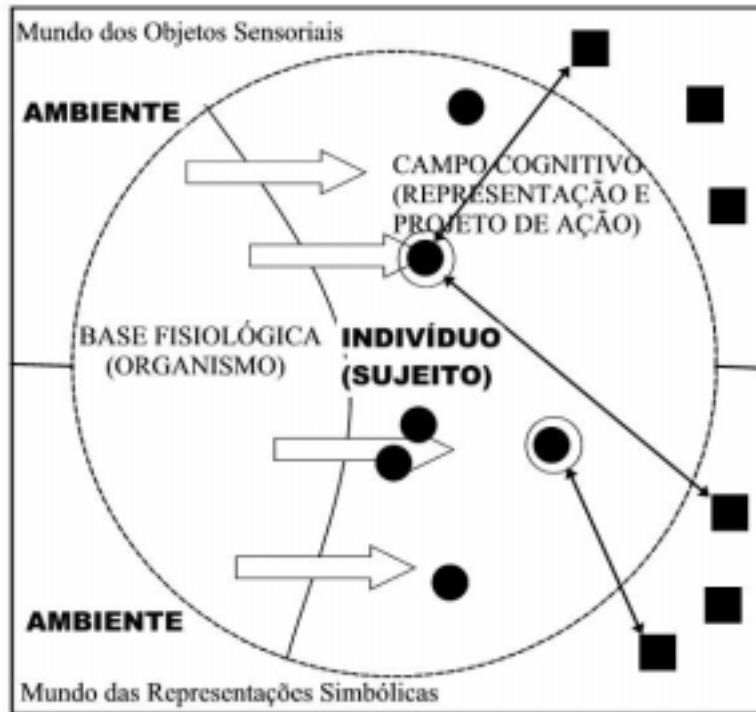 Mundo dos Objetos Sensoriais
AMBIENTE
CAMPO COGNITIVO
(REPRESENTAÇÃO E
PROJETO DE AÇÃO)
BASE FISIOLÓGICA
(ORGANISMO)
INDIVÍDUO
(SUJEITO)
AMBIENTE
Mundo das Representações Simbólicas